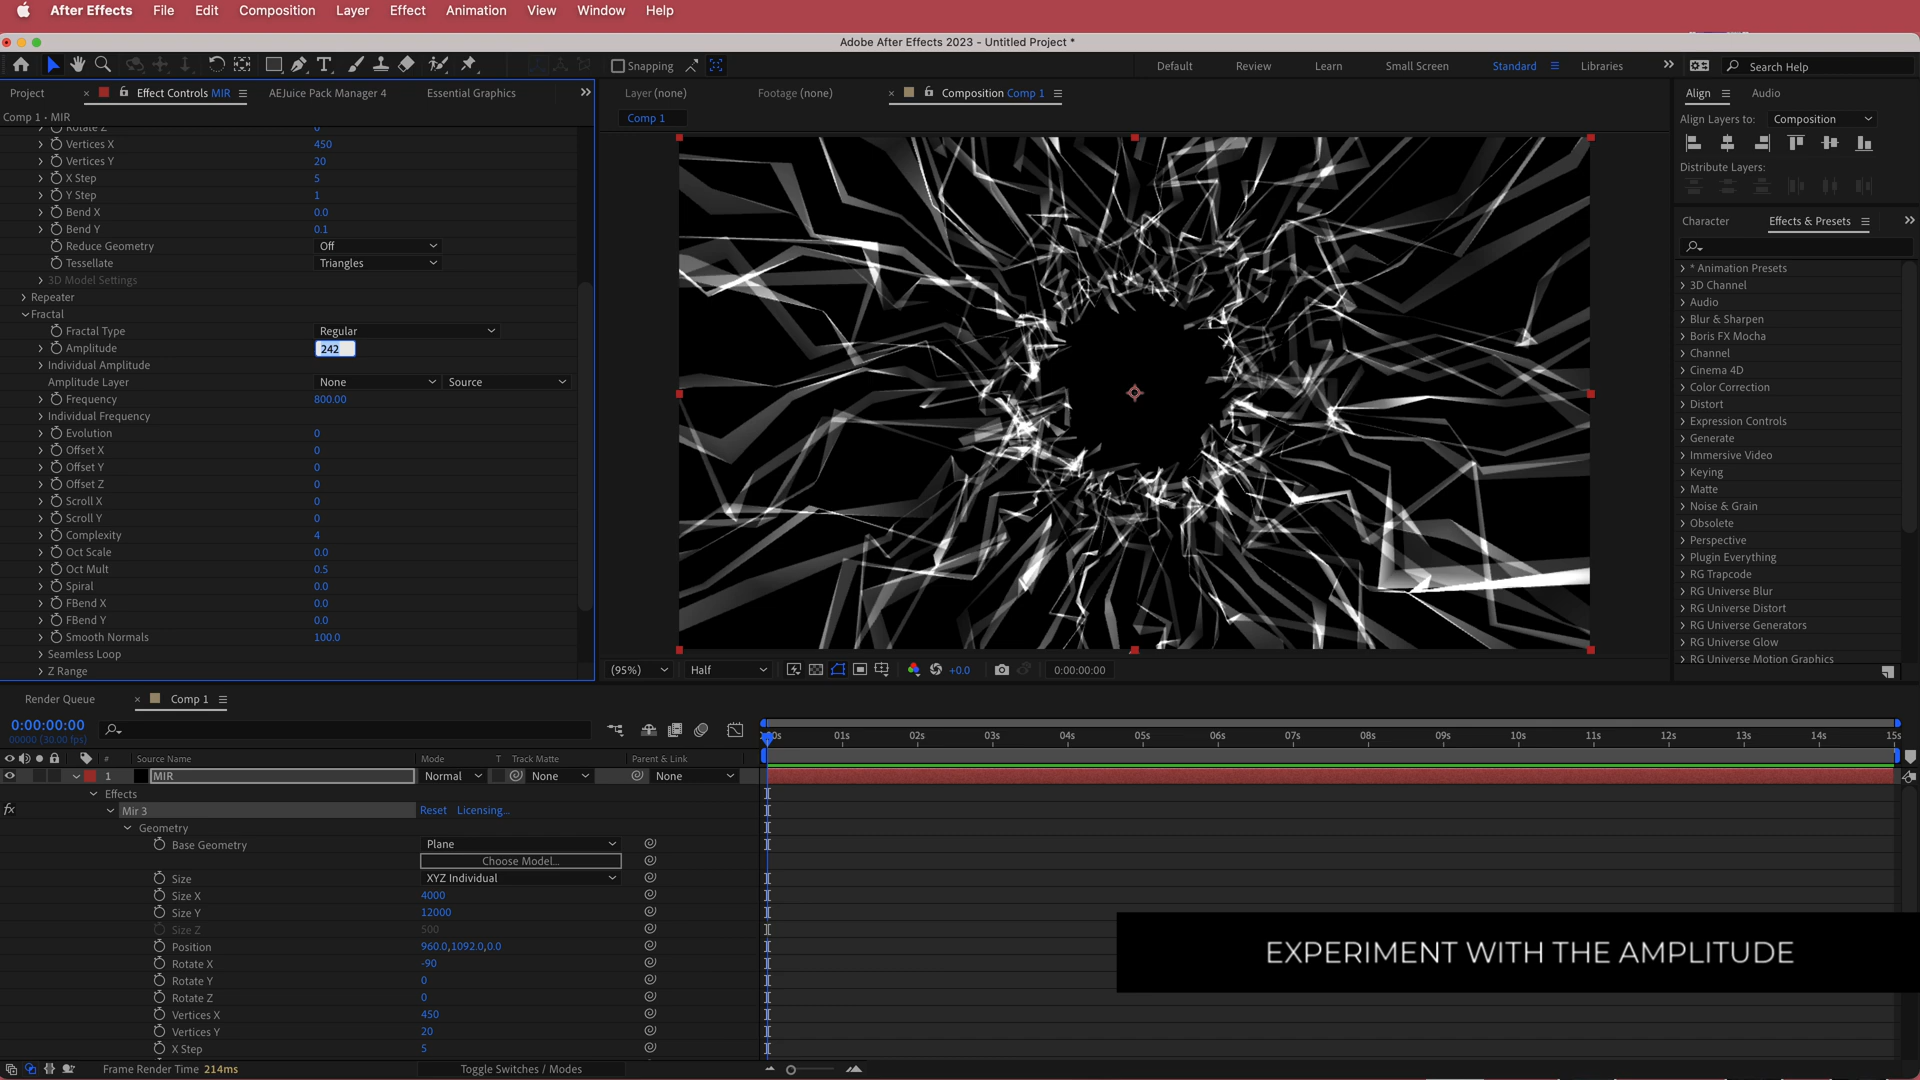 After Effects File Edit Composition Layer Effect Animation View Window Help
Adobe After Effects 2023 - Untitled Project *
Snapping Default Review Learn Small Screen Standard Libraries Search Help
Project Effect Controls MIR AEJuice Pack Manager 4 Essential Graphics
Comp 1 • MIR
Rotate Z 0
Vertices X 450
Vertices Y 20
X Step 5
Y Step 1
Bend X 0.0
Bend Y 0.1
Reduce Geometry Off
Tessellate Triangles
3D Model Settings
Repeater
Fractal
Fractal Type Regular
Amplitude 242
Individual Amplitude
Amplitude Layer None Source
Frequency 800.00
Individual Frequency
Evolution 0
Offset X 0
Offset Y 0
Offset Z 0
Scroll X 0
Scroll Y 0
Complexity 4
Oct Scale 0.0
Oct Mult 0.5
Spiral 0.0
FBend X 0.0
FBend Y 0.0
Smooth Normals 100.0
Seamless Loop
Z Range
Layer (none) Footage (none) Composition Comp 1
Comp 1
(95%) Half +0.0 0:00:00:00
Align Audio
Align Layers to: Composition
Distribute Layers:
Character Effects & Presets
* Animation Presets
3D Channel
Audio
Blur & Sharpen
Boris FX Mocha
Channel
Cinema 4D
Color Correction
Distort
Expression Controls
Generate
Immersive Video
Keying
Matte
Noise & Grain
Obsolete
Perspective
Plugin Everything
RG Trapcode
RG Universe Blur
RG Universe Distort
RG Universe Generators
RG Universe Glow
RG Universe Motion Graphics
Render Queue Comp 1
0:00:00:00
00000 (30.00 fps)
01s 02s 03s 04s 05s 06s 07s 08s 09s 10s 11s 12s 13s 14s 15s
# Source Name Mode T Track Matte Parent & Link
1 MIR Normal None None
Effects
fx Mir 3 Reset Licensing...
Geometry
Base Geometry Plane
Choose Model...
Size XYZ Individual
Size X 4000
Size Y 12000
Size Z 500
Position 960.0,1092.0,0.0
Rotate X -90
Rotate Y 0
Rotate Z 0
Vertices X 450
Vertices Y 20
X Step 5
EXPERIMENT WITH THE AMPLITUDE
Frame Render Time 214ms Toggle Switches / Modes